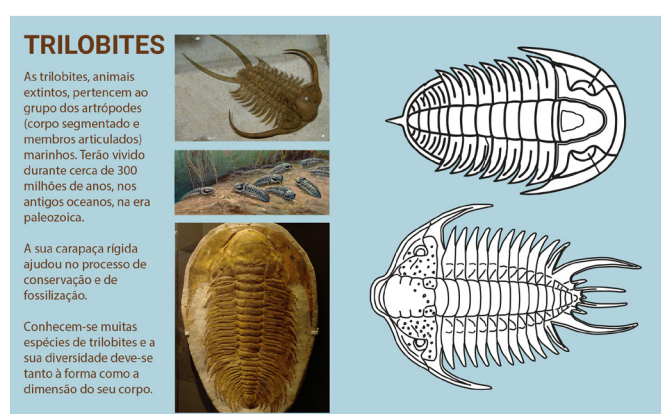 TRILOBITES
As trilobites, animais
extintos, pertencem ao
grupo dos artrópodes
(corpo segmentado e
membros articulados)
marinhos. Terão vivido
durante cerca de 300
milhões de anos, nos
antigos oceanos, na era
paleozoica.
A sua carapaça rígida
ajudou no processo de
conservação e de
fossilização.
Conhecem-se muitas
espécies de trilobites e a
sua diversidade deve-se
tanto à forma como a
dimensão do seu corpo.